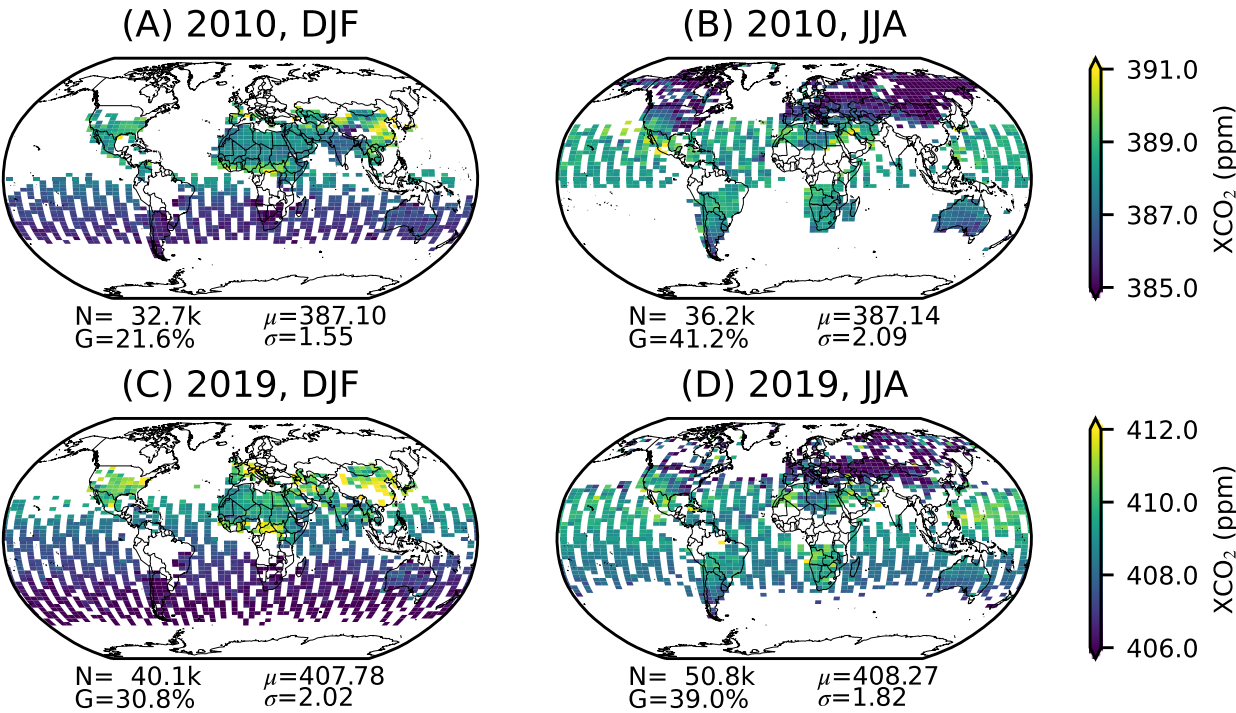 (A) 2010, DJF
(B) 2010, JJA
391.0
389.0
387.0
385.0
XCO₂ (ppm)
N= 32.7k μ=387.10
G=21.6% σ=1.55
N= 36.2k μ=387.14
G=41.2% σ=2.09
(C) 2019, DJF
(D) 2019, JJA
412.0
410.0
408.0
406.0
XCO₂ (ppm)
N= 40.1k μ=407.78
G=30.8% σ=2.02
N= 50.8k μ=408.27
G=39.0% σ=1.82